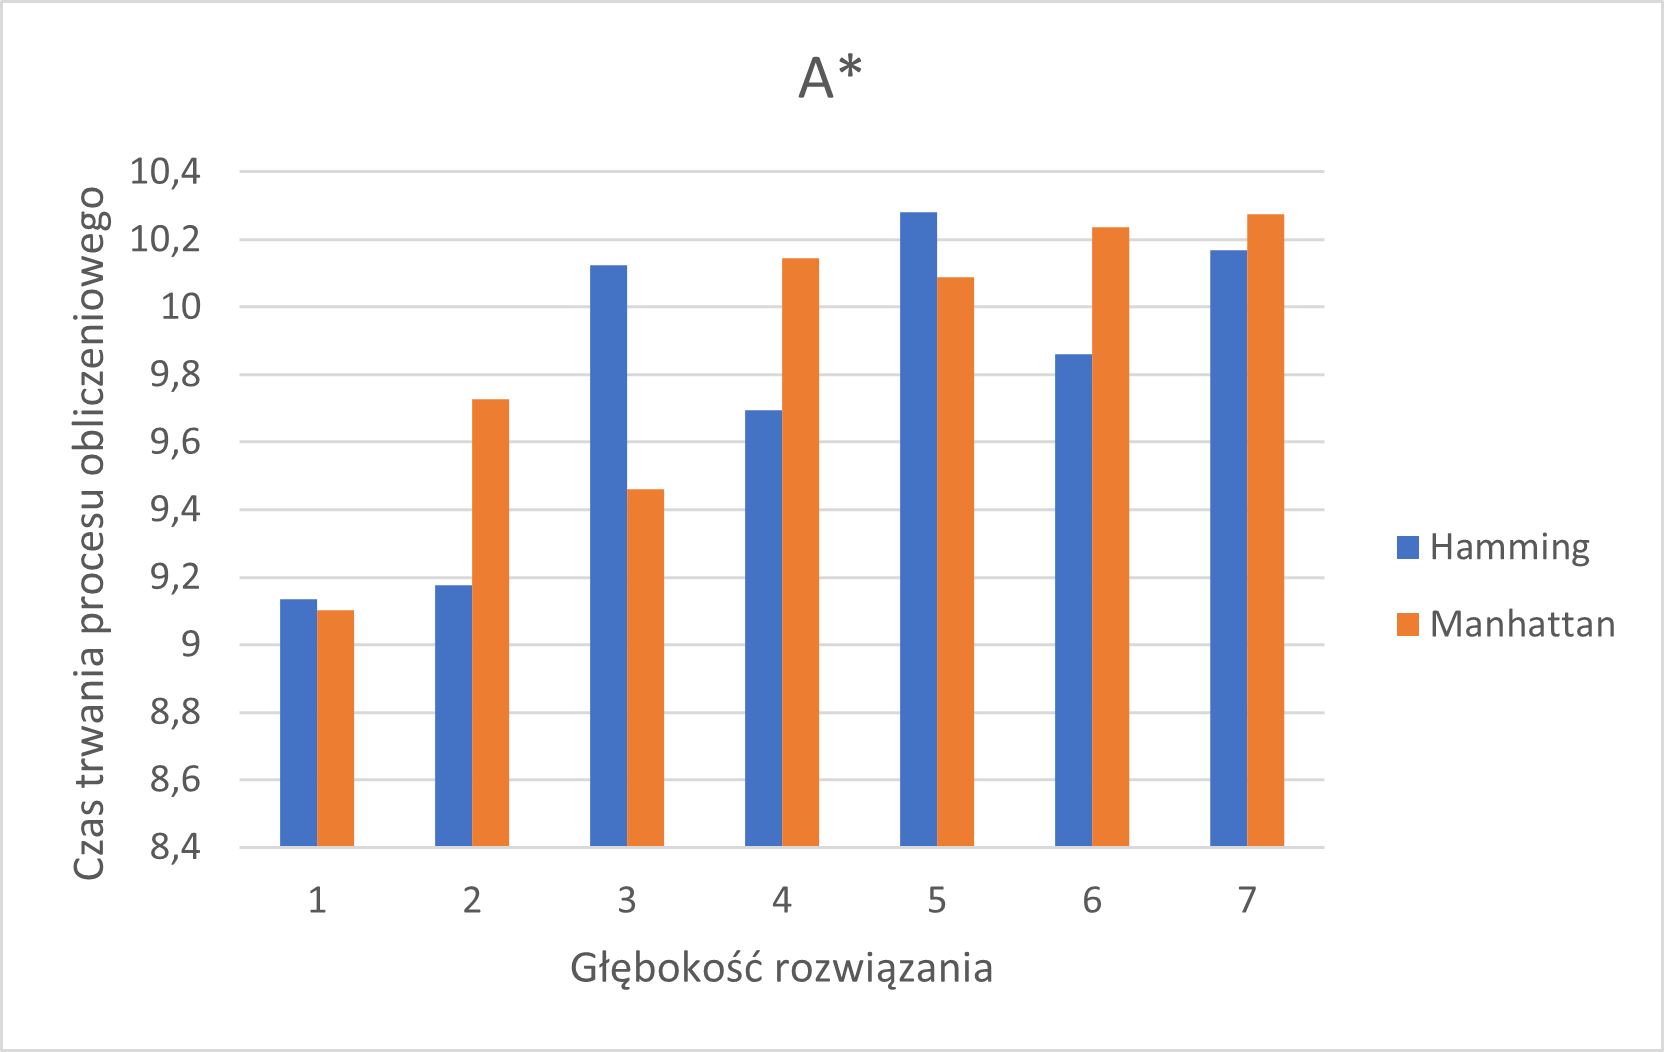 A*
Czas trwania procesu obliczeniowego
10,4
10,2
10
9,8
9,6
9,4
9,2
9
8,8
8,6
8,4
1 2 3 4 5 6 7
Głębokość rozwiązania
Hamming
Manhattan